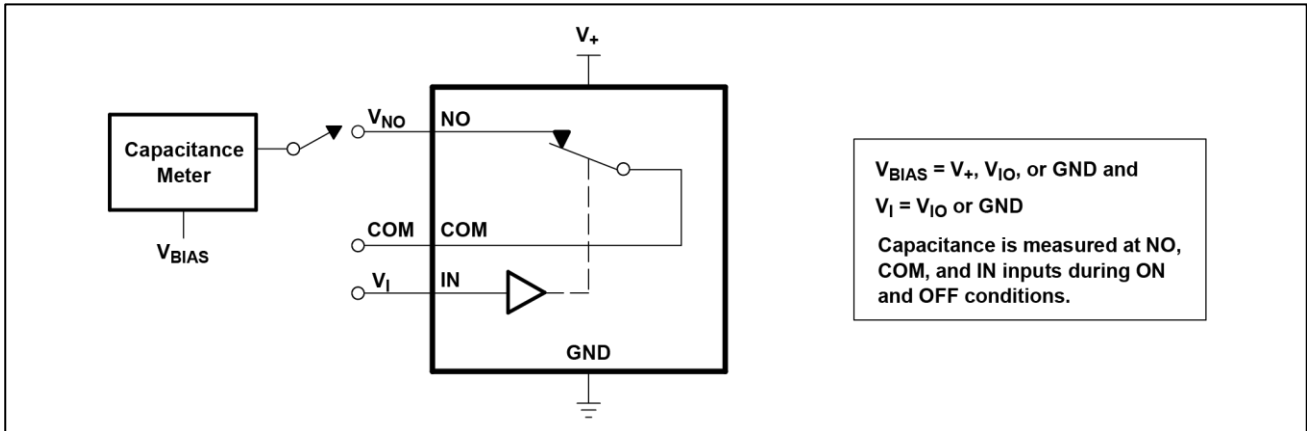 V+
VNO
NO
Capacitance
Meter
VBIAS
COM
COM
VI
IN
GND
VBIAS = V+, VIO, or GND and
VI = VIO or GND
Capacitance is measured at NO,
COM, and IN inputs during ON
and OFF conditions.